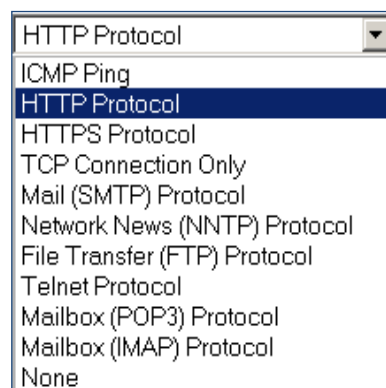 HTTP Protocol
ICMP Ping
HTTP Protocol
HTTPS Protocol
TCP Connection Only
Mail (SMTP) Protocol
Network News (NNTP) Protocol
File Transfer (FTP) Protocol
Telnet Protocol
Mailbox (POP3) Protocol
Mailbox (IMAP) Protocol
None